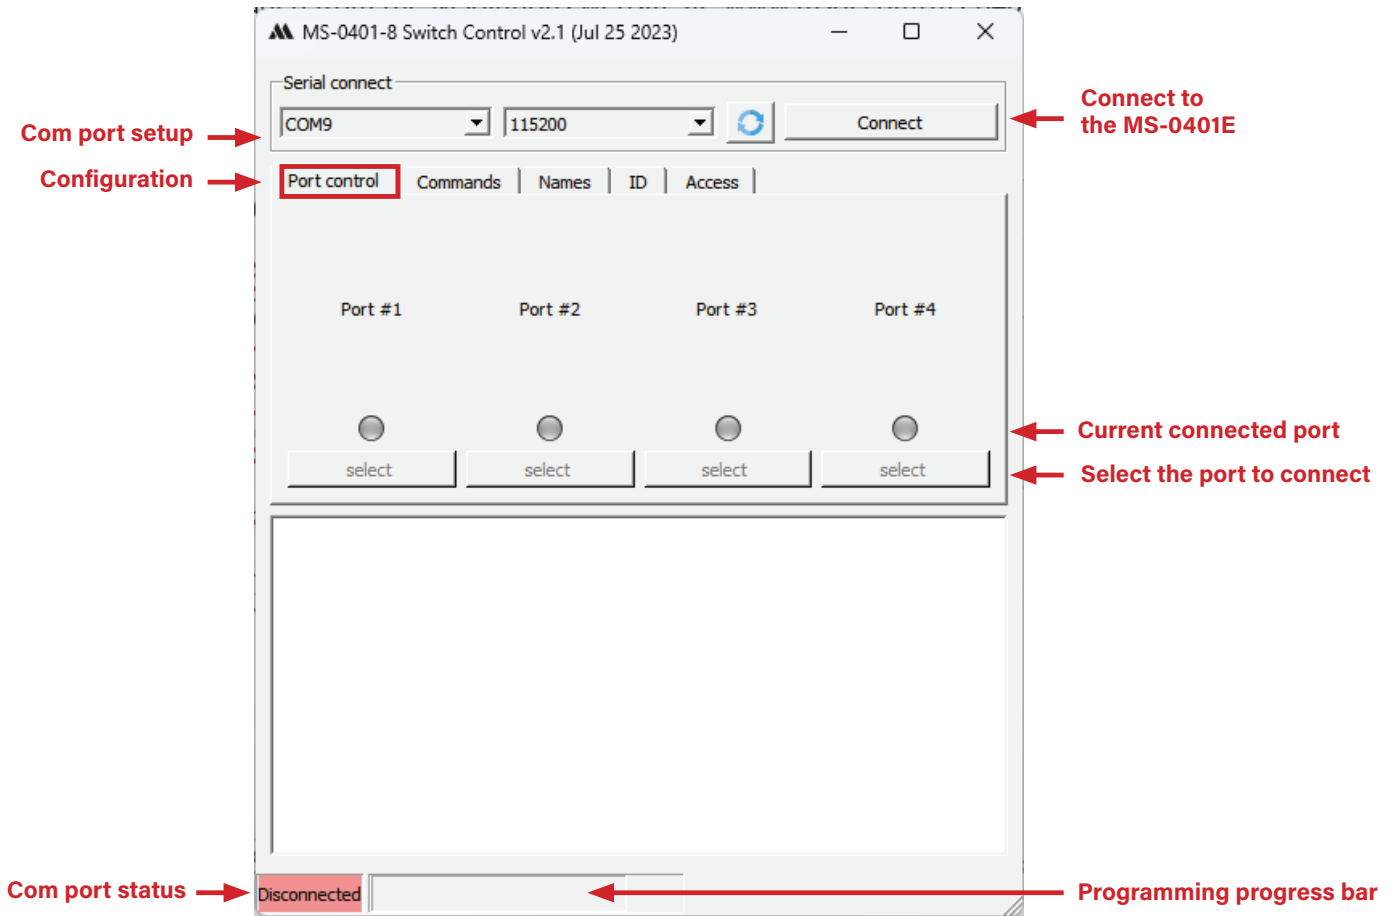 MS-0401-8 Switch Control v2.1 (Jul 25 2023)
Serial connect
COM9
115200
Connect
Connect to
the MS-0401E
Com port setup
Configuration
Port control
Commands
Names
ID
Access
Port #1
Port #2
Port #3
Port #4
Current connected port
select
select
select
select
Select the port to connect
Com port status
Disconnected
Programming progress bar